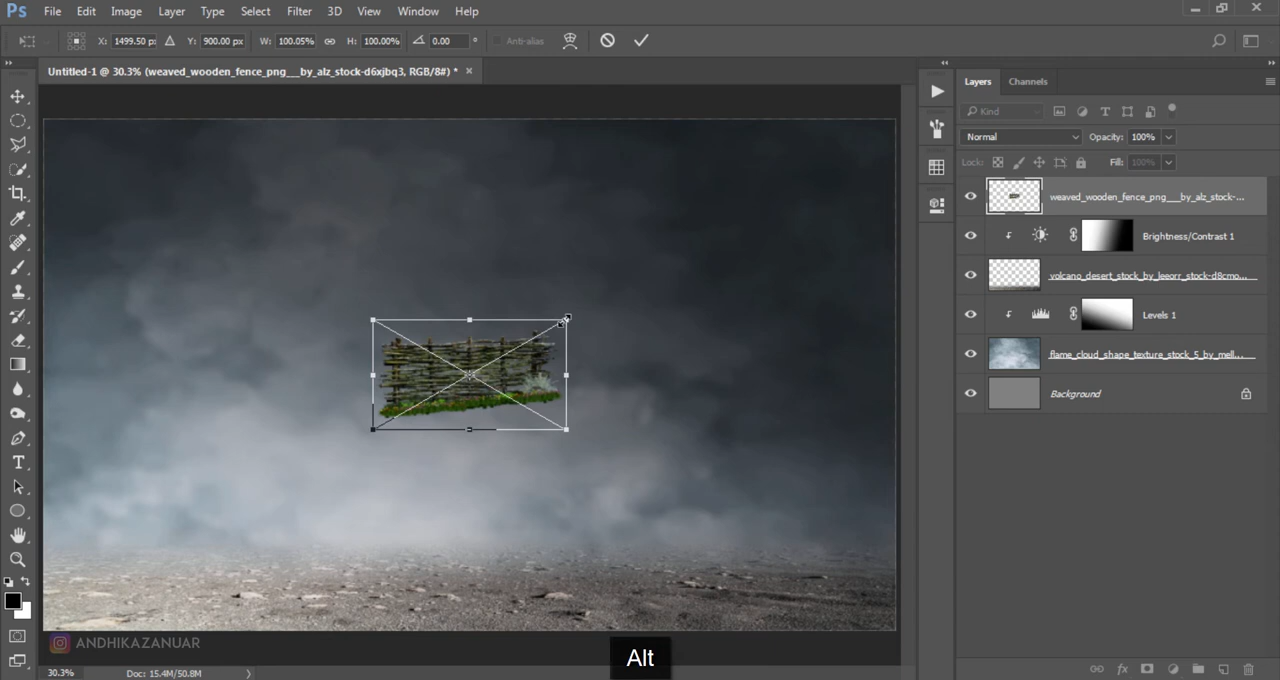 Ps File Edit Image Layer Type Select Filter 3D View Window Help
X: 1499.50 p: Y: 900.00 px W: 100.05% H: 100.00% 0.00 ° Anti-alias
Untitled-1 @ 30.3% (weaved_wooden_fence_png___by_alz_stock-d6xjbq3, RGB/8#) * ×
Layers Channels
Kind
Normal Opacity: 100%
Lock: Fill: 100%
weaved_wooden_fence_png___by_alz_stock-...
Brightness/Contrast 1
volcano_desert_stock_by_leeorr_stock-d8cmo...
Levels 1
flame_cloud_shape_texture_stock_5_by_mell...
Background
T
ANDHIKAZANUAR
Alt
30.3% Doc: 15.4M/50.8M
fx